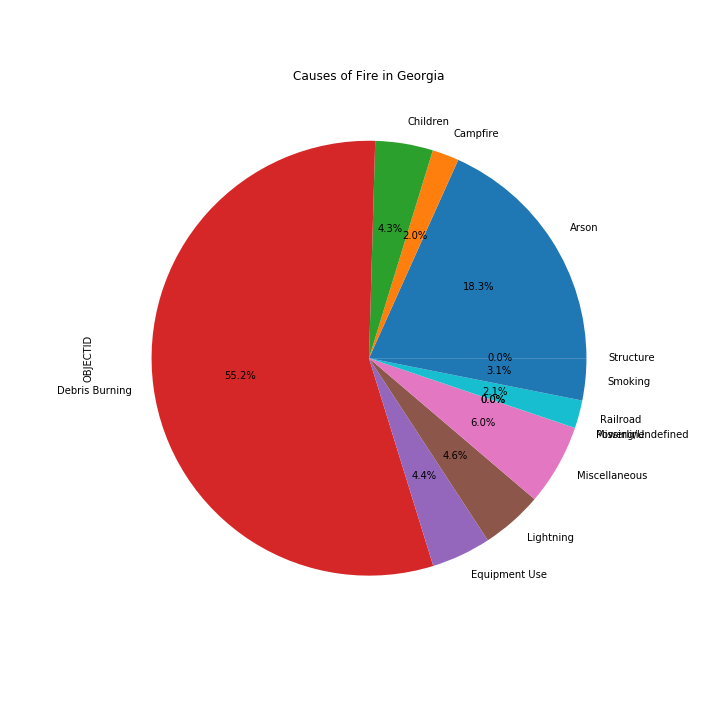 Causes of Fire in Georgia
Children
Campfire
Arson
4.3%
2.0%
18.3%
OBJECTID
0.0%
Structure
3.1%
Smoking
55.2%
Debris Burning
2.1%
0.0%
Railroad
6.0%
4.6%
Miscellaneous
4.4%
Lightning
Equipment Use